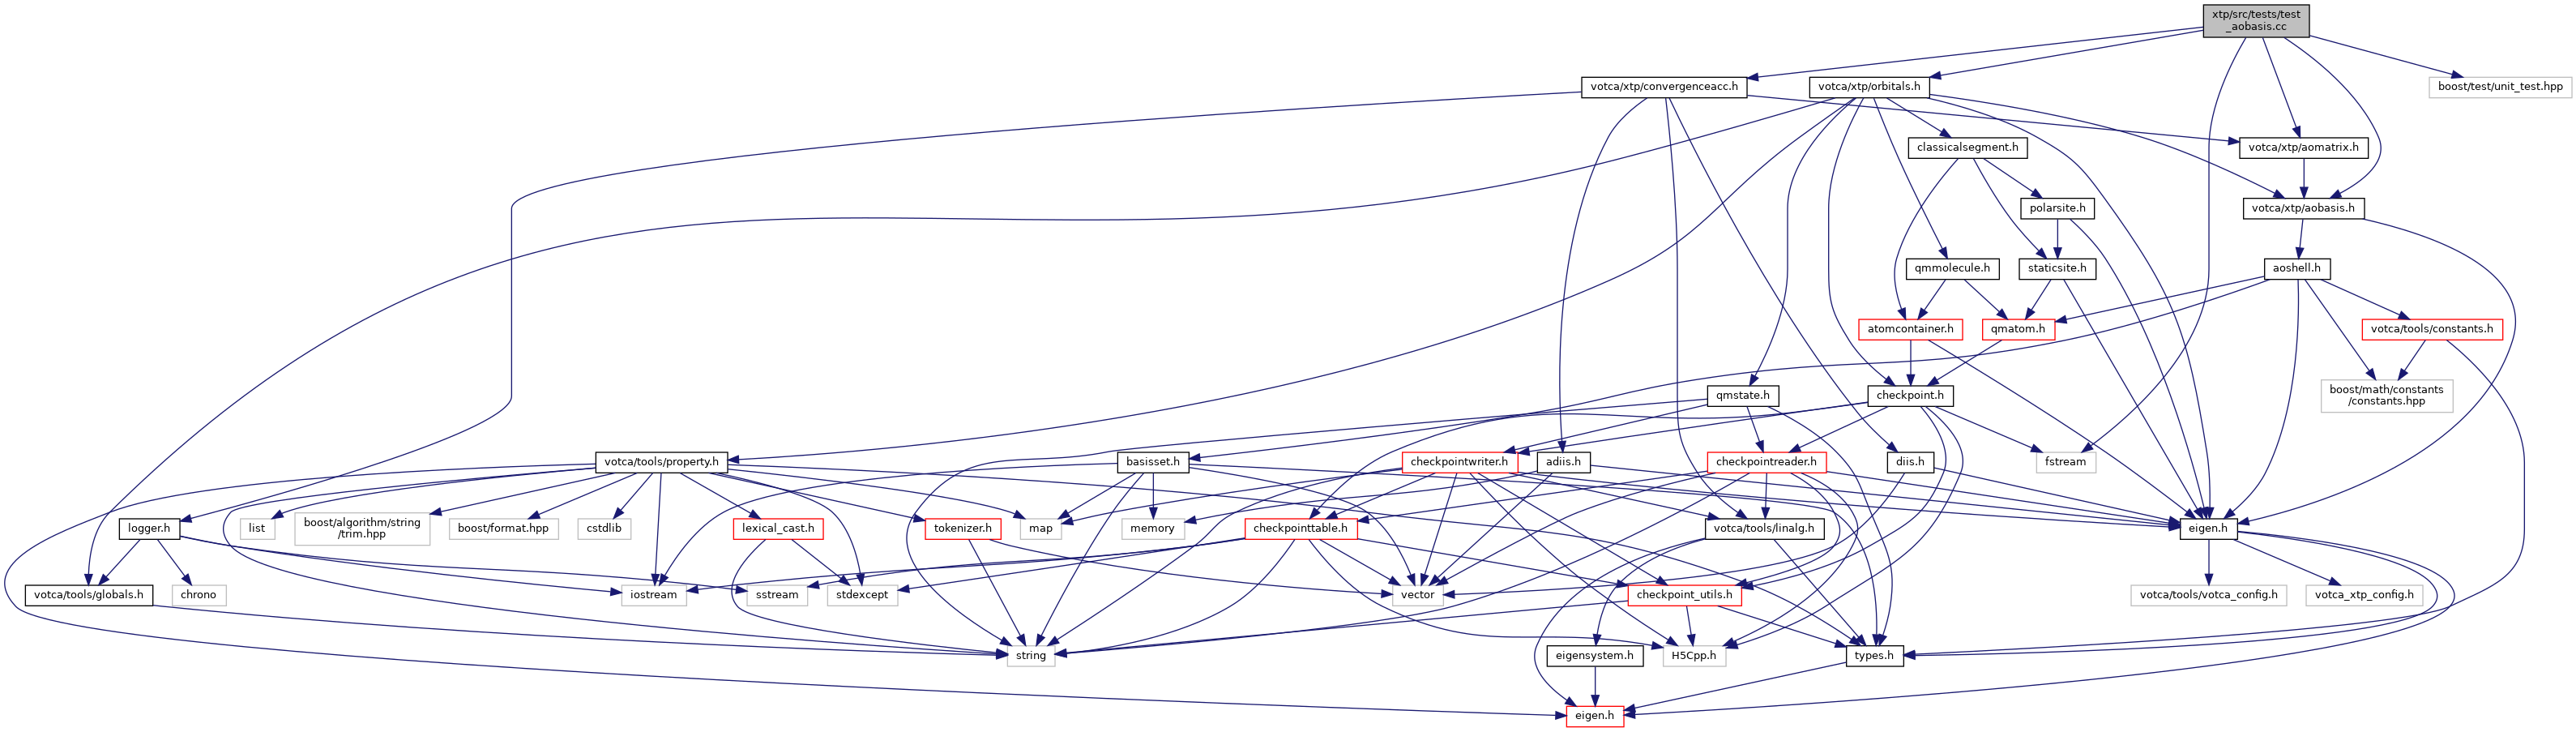 xtp/src/tests/test
_aobasis.cc
votca/xtp/convergenceacc.h
votca/xtp/orbitals.h
boost/test/unit_test.hpp
classicalsegment.h
votca/xtp/aomatrix.h
polarsite.h
votca/xtp/aobasis.h
qmmolecule.h
staticsite.h
aoshell.h
atomcontainer.h
qmatom.h
votca/tools/constants.h
qmstate.h
checkpoint.h
boost/math/constants
/constants.hpp
votca/tools/property.h
basisset.h
checkpointwriter.h
adiis.h
checkpointreader.h
diis.h
fstream
logger.h
list
boost/algorithm/string
/trim.hpp
boost/format.hpp
cstdlib
lexical_cast.h
tokenizer.h
map
memory
checkpointtable.h
votca/tools/linalg.h
eigen.h
votca/tools/globals.h
chrono
iostream
sstream
stdexcept
vector
checkpoint_utils.h
votca/tools/votca_config.h
votca_xtp_config.h
string
eigensystem.h
H5Cpp.h
types.h
eigen.h